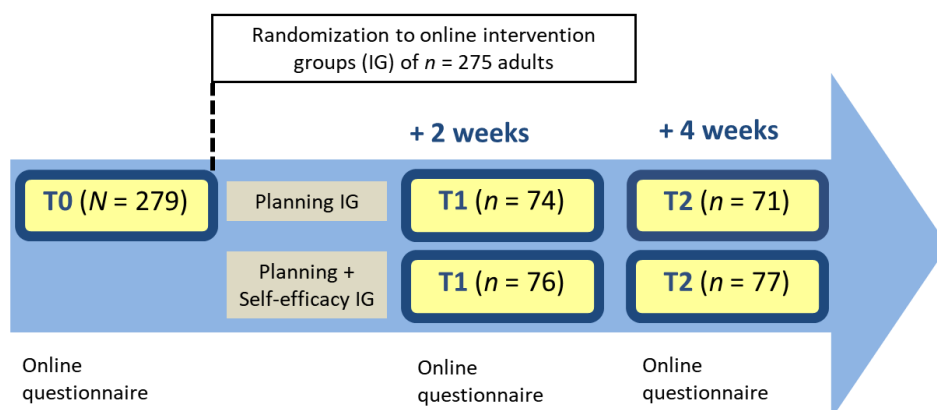 Randomization to online intervention
groups (IG) of n = 275 adults
+ 2 weeks
+ 4 weeks
T0 (N = 279)
Planning IG
T1 (n = 74)
T2 (n = 71)
Planning +
Self-efficacy IG
T1 (n = 76)
T2 (n = 77)
Online
questionnaire
Online
questionnaire
Online
questionnaire